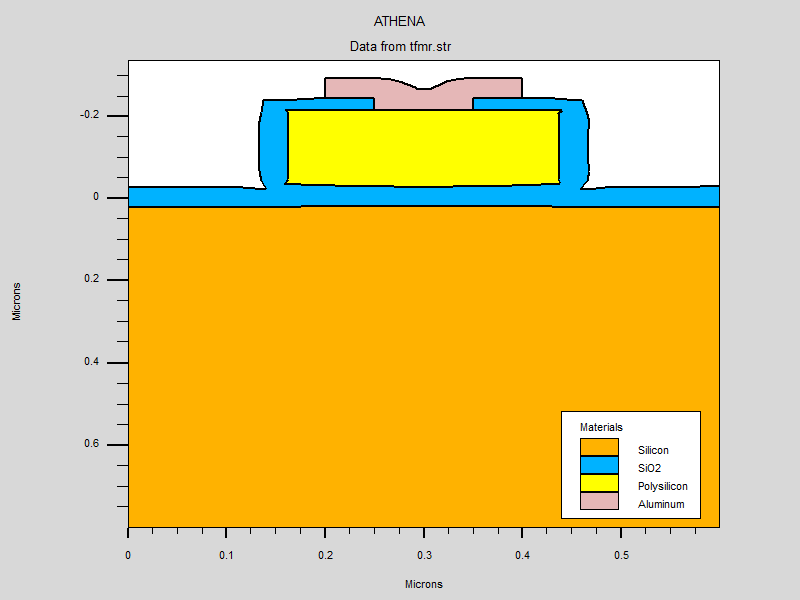 ATHENA
Data from tfmr.str
-0.2
0
0.2
0.4
0.6
Microns
Materials
Silicon
SiO2
Polysilicon
Aluminum
0 0.1 0.2 0.3 0.4 0.5
Microns